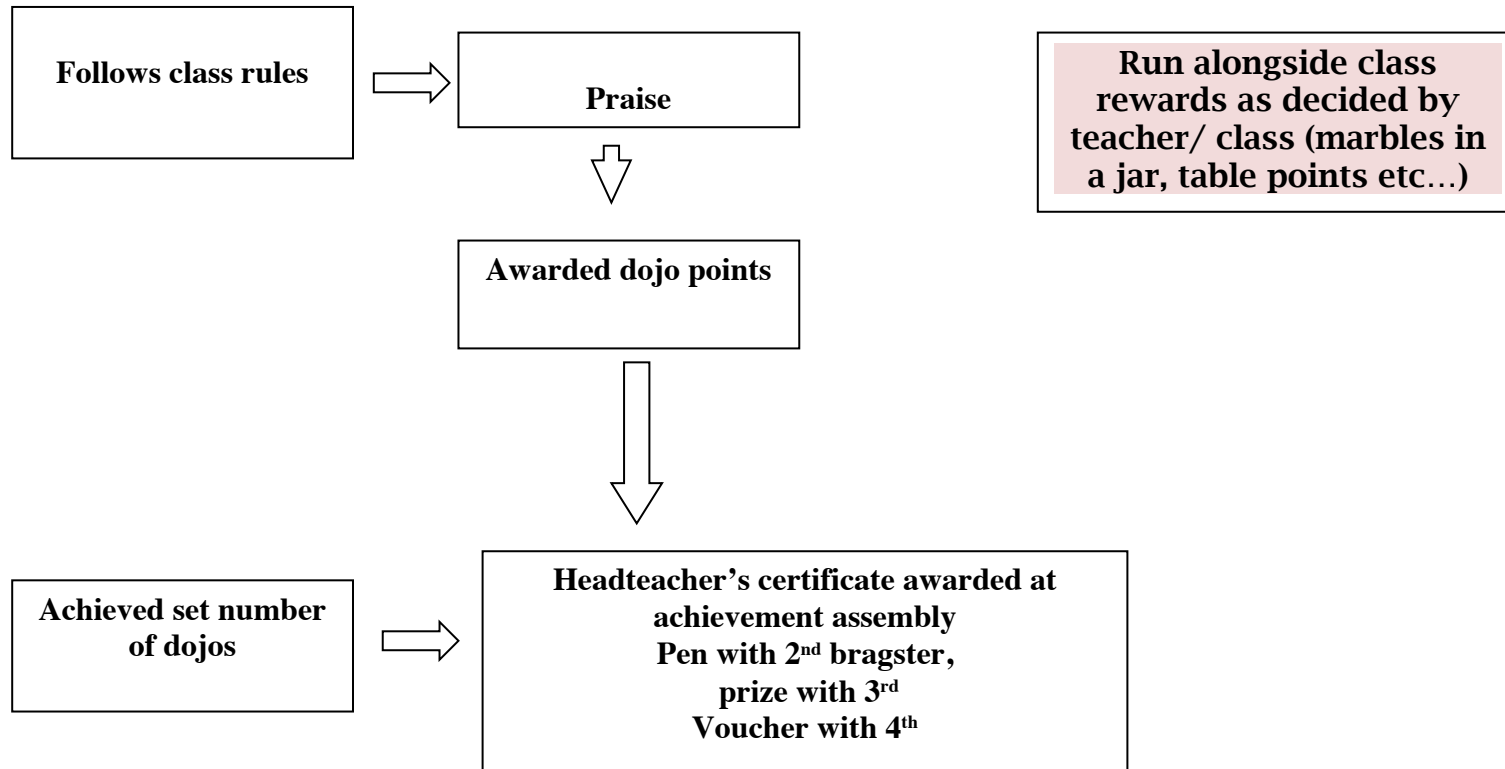 Follows class rules
Praise
Run alongside class
rewards as decided by
teacher/ class (marbles in
a jar, table points etc…)
Awarded dojo points
Achieved set number
of dojos
Headteacher’s certificate awarded at
achievement assembly
Pen with 2nd bragster,
prize with 3rd
Voucher with 4th